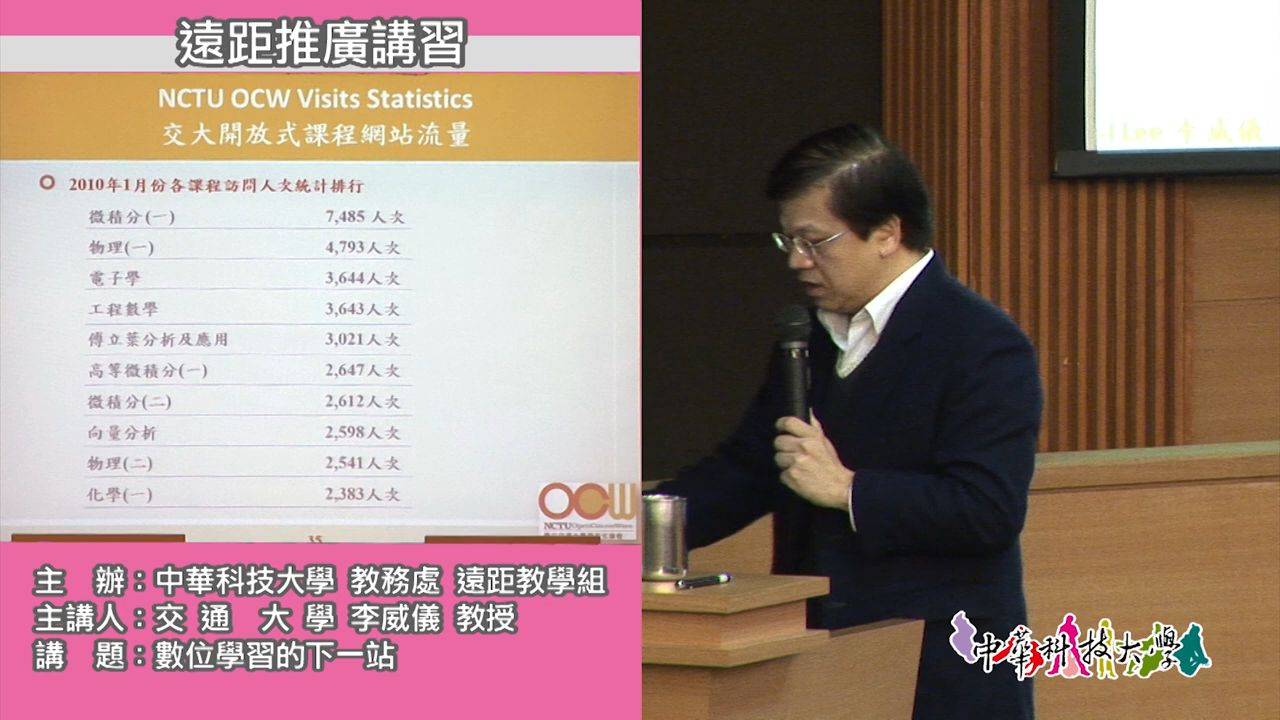 遠距推廣講習
NCTU OCW Visits Statistics
交大開放式課程網站流量
2010年1月份各課程訪問人次統計排行
微積分(一) 7,485 人次
物理(一) 4,793人次
電子學 3,644人次
工程數學 3,643人次
傅立葉分析及應用 3,021人次
高等微積分(一) 2,647人次
微積分(二) 2,612人次
向量分析 2,598人次
物理(二) 2,541人次
化學(一) 2,383人次
OCW
NCTU OpenCourseWare
35
主 辦：中華科技大學 教務處 遠距教學組
主講人：交 通 大 學 李威儀 教授
講 題：數位學習的下一站
Lee 李威儀
中華科技大學